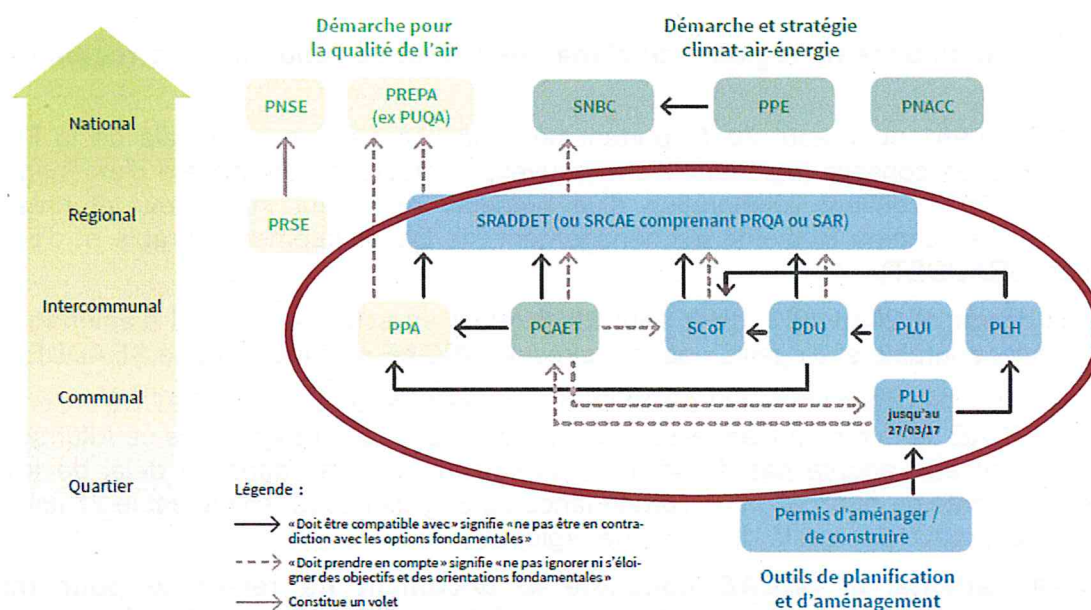 Démarche pour
la qualité de l'air
Démarche et stratégie
climat-air-énergie
National
PNSE
PREPA
(ex PUQA)
SNBC
PPE
PNACC
Régional
PRSE
SRADDET (ou SRCAE comprenant PRQA ou SAR)
Intercommunal
PPA
PCAET
SCoT
PDU
PLUI
PLH
Communal
PLU
jusqu'au
27/03/17
Quartier
Permis d'aménager /
de construire
Outils de planification
et d'aménagement
Légende :
«Doit être compatible avec» signifie «ne pas être en contra-
diction avec les options fondamentales»
«Doit prendre en compte» signifie «ne pas ignorer ni s'éloi-
gner des objectifs et des orientations fondamentales»
Constitue un volet